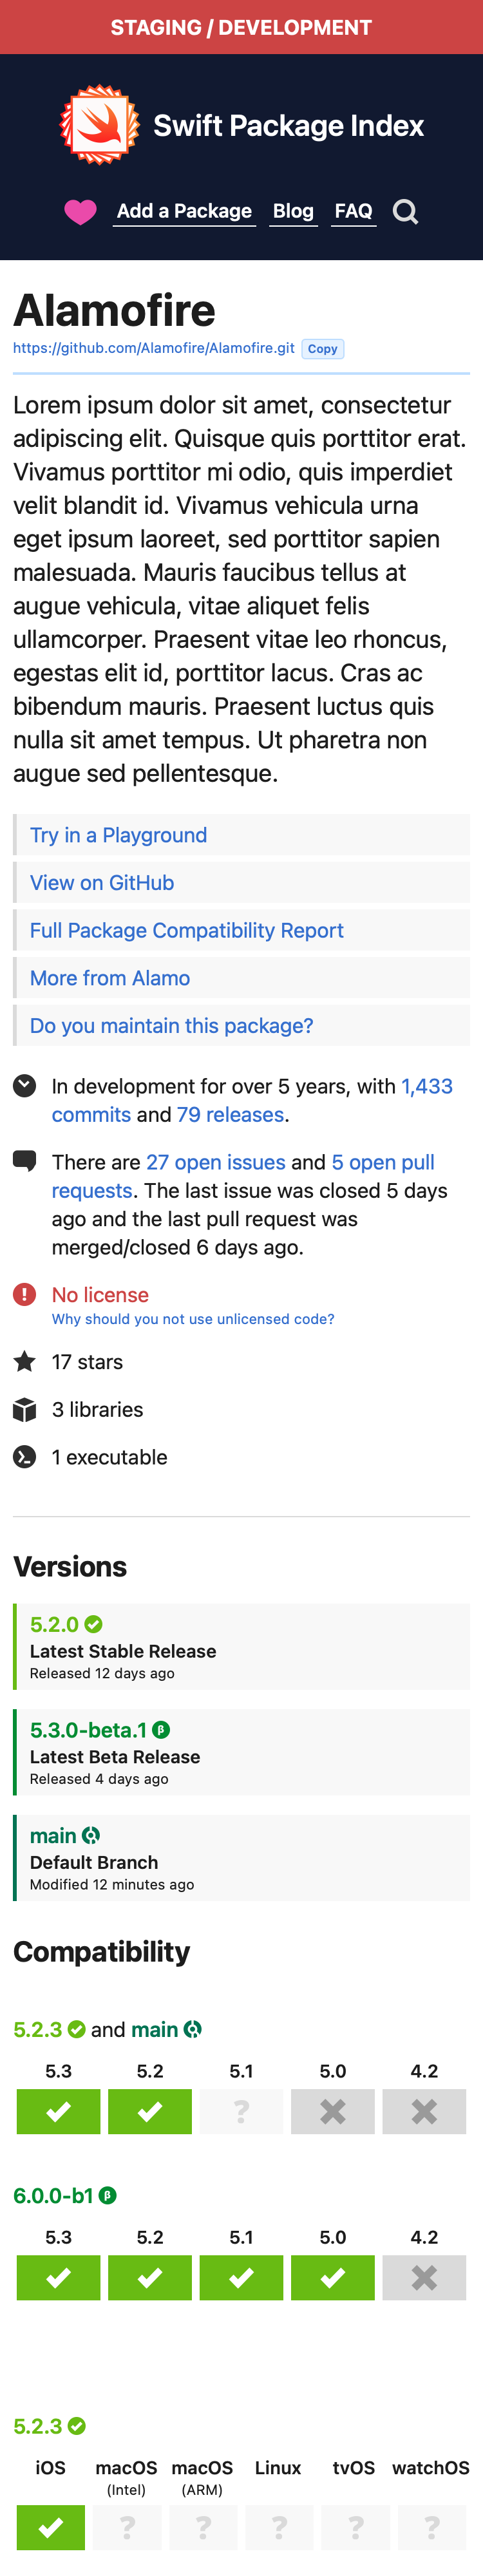 STAGING / DEVELOPMENT
Swift Package Index
Add a Package Blog FAQ
Alamofire
https://github.com/Alamofire/Alamofire.git Copy
Lorem ipsum dolor sit amet, consectetur
adipiscing elit. Quisque quis porttitor erat.
Vivamus porttitor mi odio, quis imperdiet
velit blandit id. Vivamus vehicula urna
eget ipsum laoreet, sed porttitor sapien
malesuada. Mauris faucibus tellus at
augue vehicula, vitae aliquet felis
ullamcorper. Praesent vitae leo rhoncus,
egestas elit id, porttitor lacus. Cras ac
bibendum mauris. Praesent luctus quis
nulla sit amet tempus. Ut pharetra non
augue sed pellentesque.
Try in a Playground
View on GitHub
Full Package Compatibility Report
More from Alamo
Do you maintain this package?
In development for over 5 years, with 1,433
commits and 79 releases.
There are 27 open issues and 5 open pull
requests. The last issue was closed 5 days
ago and the last pull request was
merged/closed 6 days ago.
No license
Why should you not use unlicensed code?
17 stars
3 libraries
1 executable
Versions
5.2.0
Latest Stable Release
Released 12 days ago
5.3.0-beta.1 β
Latest Beta Release
Released 4 days ago
main
Default Branch
Modified 12 minutes ago
Compatibility
5.2.3 and main
5.3 5.2 5.1 5.0 4.2
?
6.0.0-b1 β
5.3 5.2 5.1 5.0 4.2
5.2.3
iOS macOS macOS Linux tvOS watchOS
(Intel) (ARM)
? ? ? ? ?